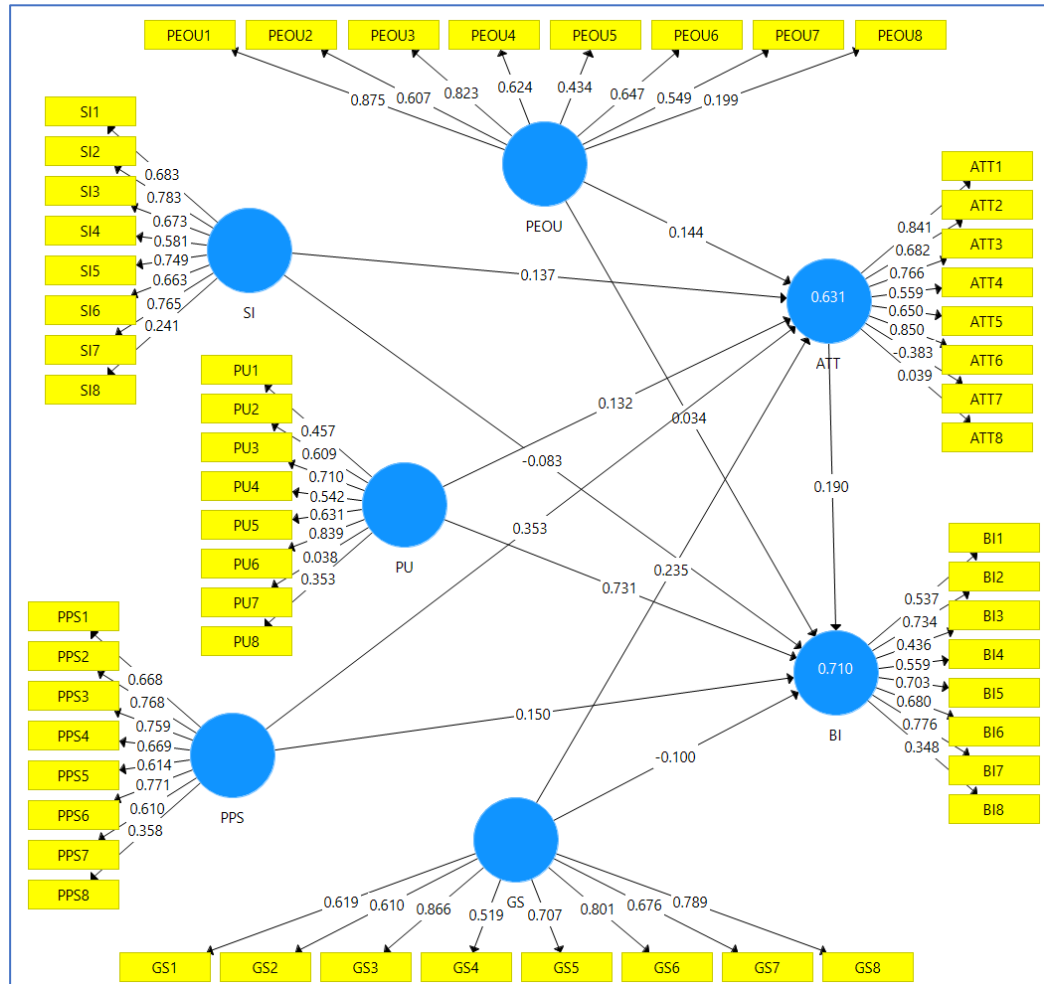 PEOU1 PEOU2 PEOU3 PEOU4 PEOU5 PEOU6 PEOU7 PEOU8
0.875 0.607 0.823 0.624 0.434 0.647 0.549 0.199
PEOU
SI1
SI2
SI3
SI4
SI5
SI6
SI7
SI8
0.683
0.783
0.673
0.581
0.749
0.663
0.765
0.241
SI
ATT1
ATT2
ATT3
ATT4
ATT5
ATT6
ATT7
ATT8
0.841
0.682
0.766
0.559
0.650
0.850
-0.383
0.039
0.631
ATT
0.144
0.137
0.132
0.034
-0.083
0.353
0.235
0.190
0.731
0.150
-0.100
PU1
PU2
PU3
PU4
PU5
PU6
PU7
PU8
0.457
0.609
0.710
0.542
0.631
0.839
0.038
0.353
PU
BI1
BI2
BI3
BI4
BI5
BI6
BI7
BI8
0.537
0.734
0.436
0.559
0.703
0.680
0.776
0.348
0.710
BI
PPS1
PPS2
PPS3
PPS4
PPS5
PPS6
PPS7
PPS8
0.668
0.768
0.759
0.669
0.614
0.771
0.610
0.358
PPS
GS
0.619 0.610 0.866 0.519 0.707 0.801 0.676 0.789
GS1 GS2 GS3 GS4 GS5 GS6 GS7 GS8